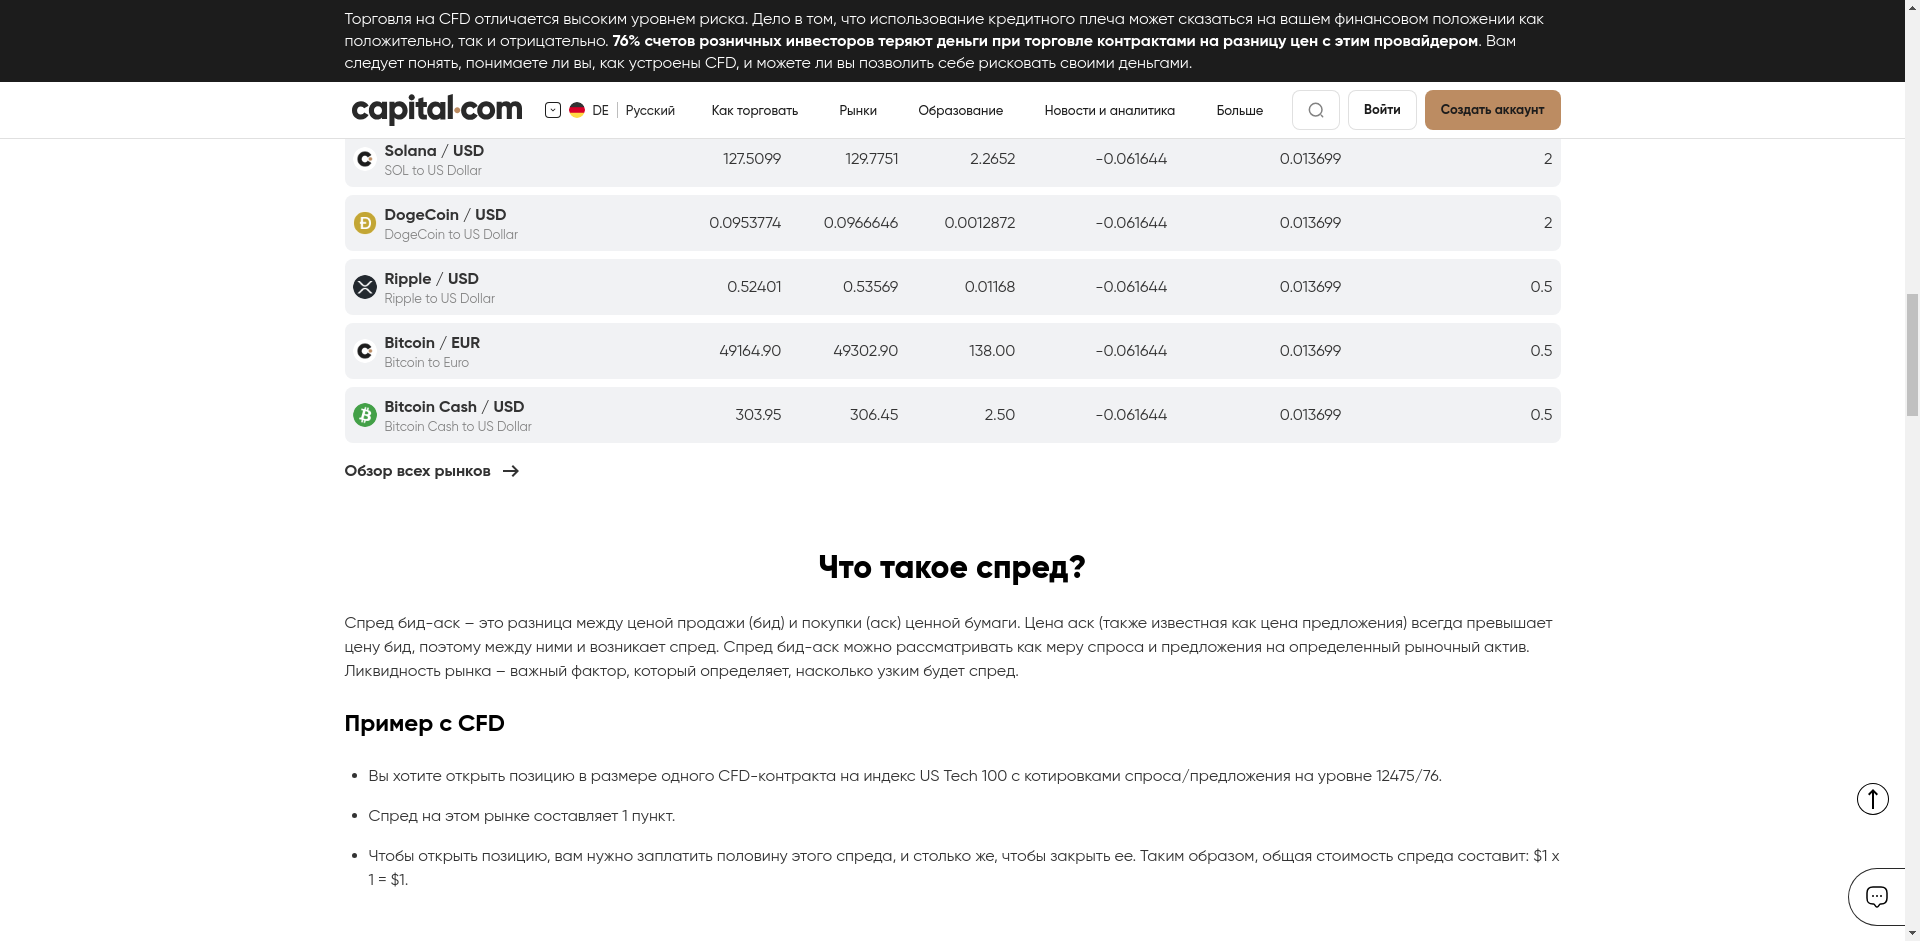 Торговля на CFD отличается высоким уровнем риска. Дело в том, что использование кредитного плеча может сказаться на вашем финансовом положении как
положительно, так и отрицательно. 76% счетов розничных инвесторов теряют деньги при торговле контрактами на разницу цен с этим провайдером. Вам
следует понять, понимаете ли вы, как устроены CFD, и можете ли вы позволить себе рисковать своими деньгами.
capital.com DE Русский Как торговать Рынки Образование Новости и аналитика Больше Войти Создать аккаунт
Solana / USD 127.5099 129.7751 2.2652 -0.061644 0.013699 2
SOL to US Dollar
DogeCoin / USD 0.0953774 0.0966646 0.0012872 -0.061644 0.013699 2
DogeCoin to US Dollar
Ripple / USD 0.52401 0.53569 0.01168 -0.061644 0.013699 0.5
Ripple to US Dollar
Bitcoin / EUR 49164.90 49302.90 138.00 -0.061644 0.013699 0.5
Bitcoin to Euro
Bitcoin Cash / USD 303.95 306.45 2.50 -0.061644 0.013699 0.5
Bitcoin Cash to US Dollar
Обзор всех рынков
Что такое спред?
Спред бид-аск – это разница между ценой продажи (бид) и покупки (аск) ценной бумаги. Цена аск (также известная как цена предложения) всегда превышает
цену бид, поэтому между ними и возникает спред. Спред бид-аск можно рассматривать как меру спроса и предложения на определенный рыночный актив.
Ликвидность рынка – важный фактор, который определяет, насколько узким будет спред.
Пример с CFD
• Вы хотите открыть позицию в размере одного CFD-контракта на индекс US Tech 100 с котировками спроса/предложения на уровне 12475/76.
• Спред на этом рынке составляет 1 пункт.
• Чтобы открыть позицию, вам нужно заплатить половину этого спреда, и столько же, чтобы закрыть ее. Таким образом, общая стоимость спреда составит: $1 x
1 = $1.